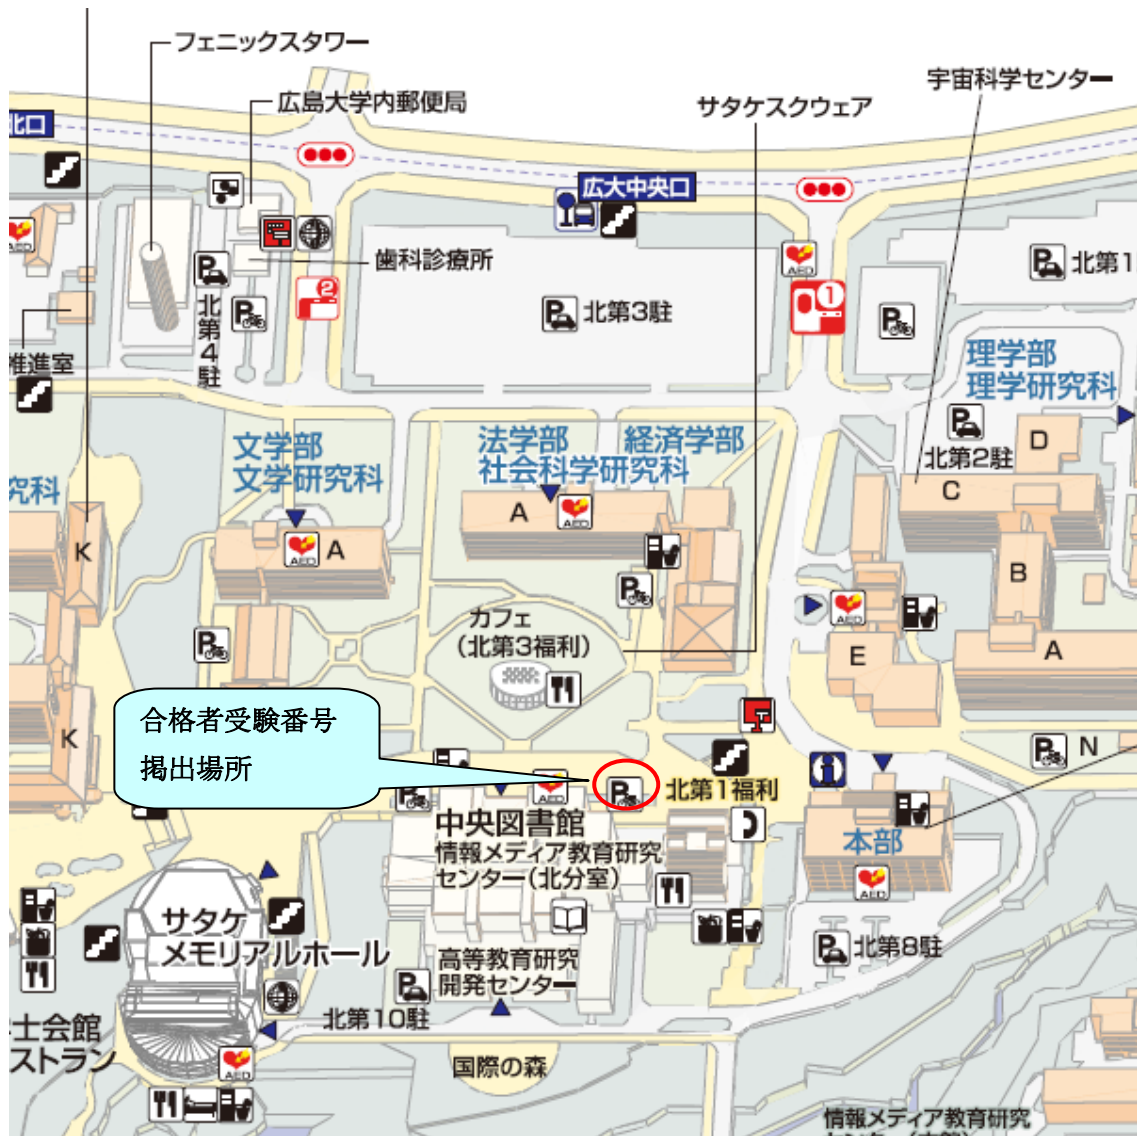 フェニックスタワー
宇宙科学センター
広島大学内郵便局
サタケスクウェア
北口
広大中央口
歯科診療所
AED
AED
北第1
2
1
北第3駐
北第4駐
推進室
理学部
理学研究科
文学部
文学研究科
法学部
社会科学研究科
経済学部
北第2駐
D
C
究科
A
AED
K
A
AED
B
カフェ
(北第3福利)
AED
E
A
合格者受験番号
掲出場所
K
N
AED
北第1福利
中央図書館
情報メディア教育研究
センター(北分室)
本部
AED
サタケ
メモリアルホール
高等教育研究
開発センター
北第8駐
北第10駐
士会館
ストラン
AED
国際の森
情報メディア教育研究